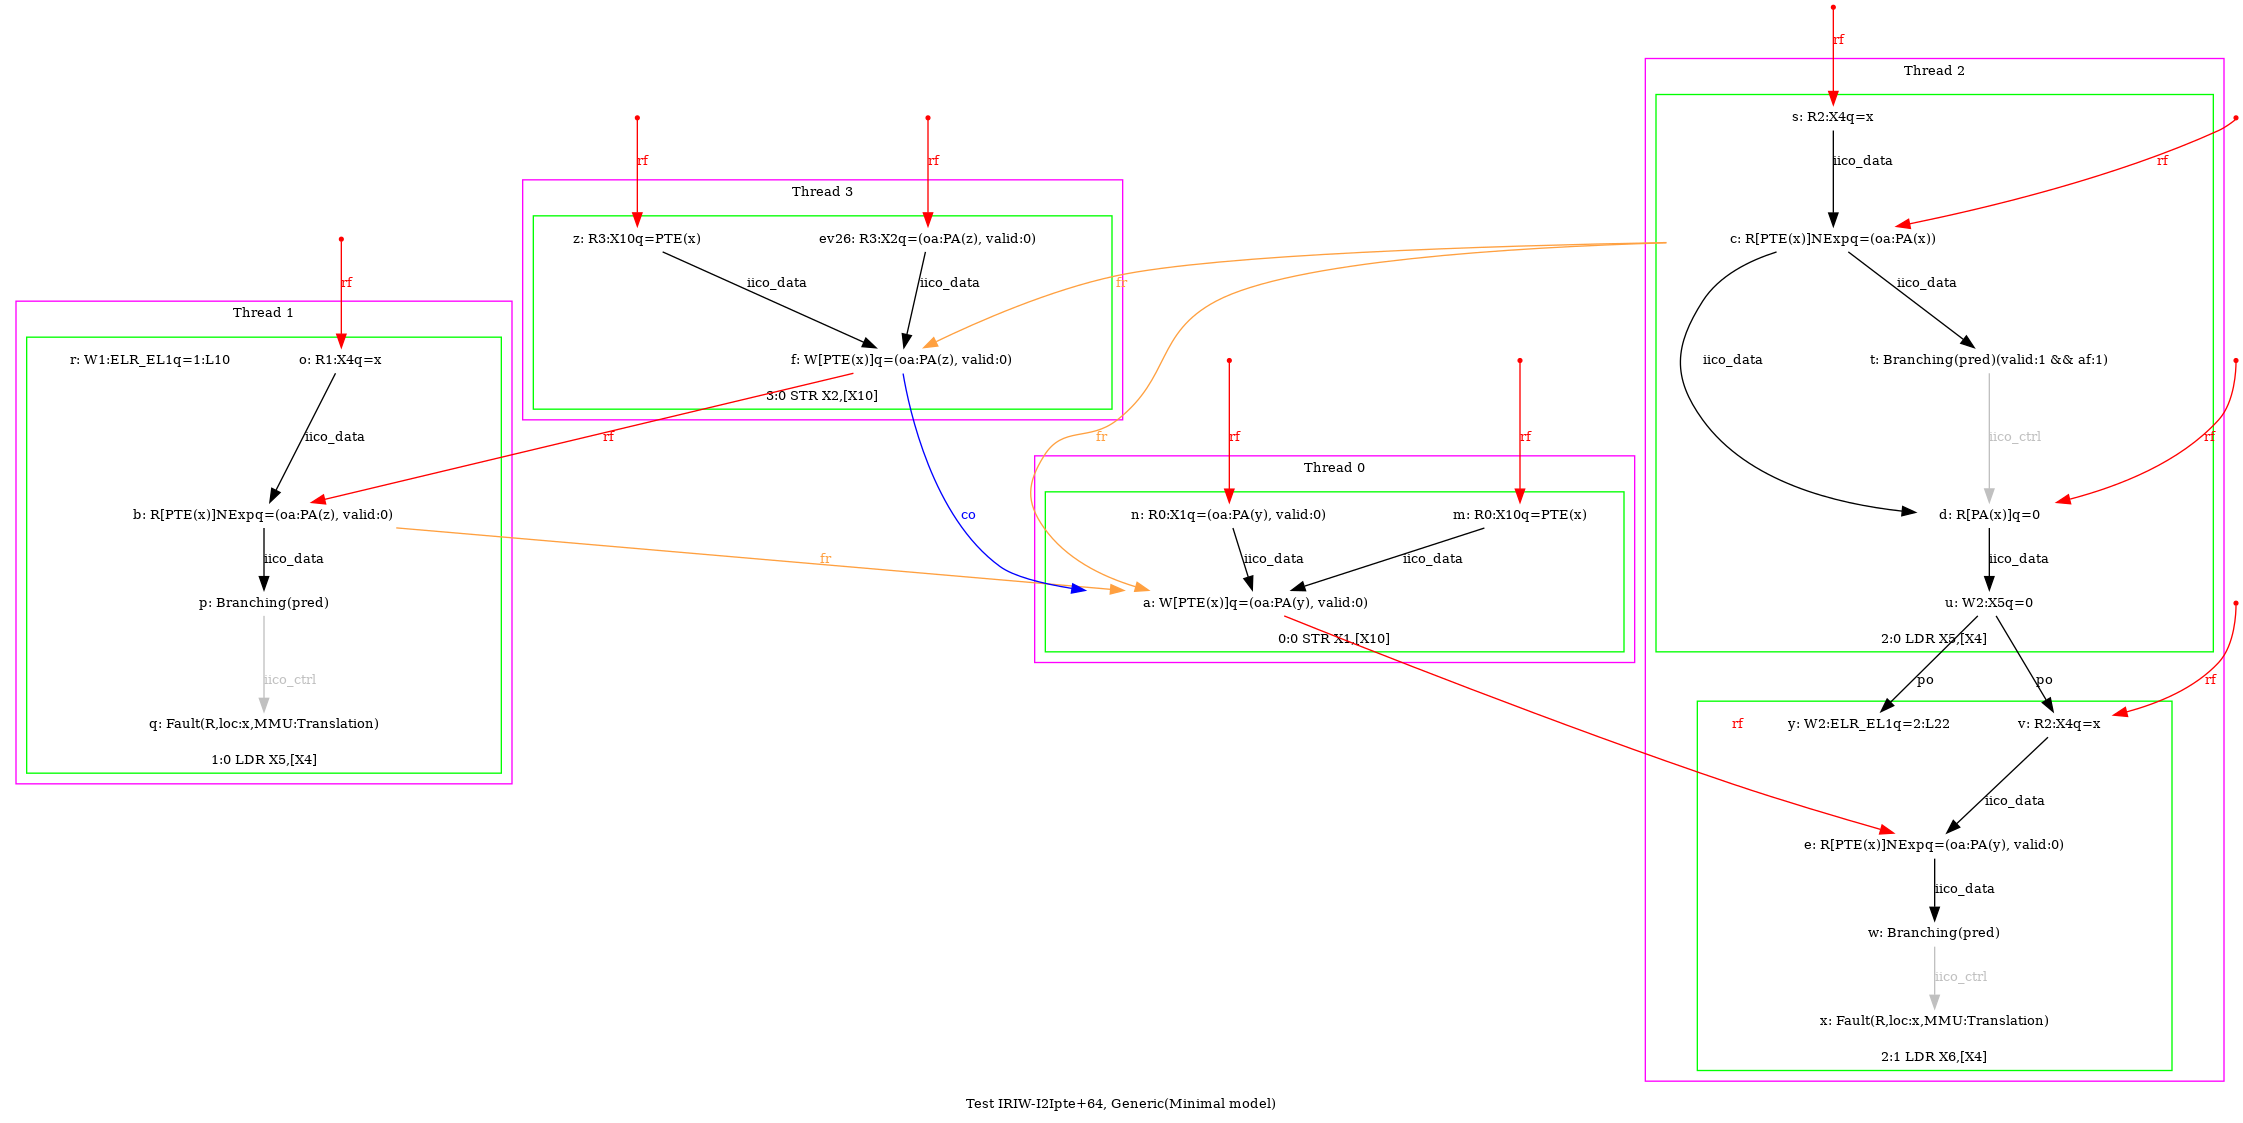 rf
Thread 2
s: R2:X4q=x
rf
rf
rf
iico_data
rf
Thread 3
z: R3:X10q=PTE(x)
ev26: R3:X2q=(oa:PA(z), valid:0)
c: R[PTE(x)]NExpq=(oa:PA(x))
rf
iico_data
iico_data
fr
iico_data
Thread 1
r: W1:ELR_EL1q=1:L10
o: R1:X4q=x
f: W[PTE(x)]q=(oa:PA(z), valid:0)
iico_data
t: Branching(pred)(valid:1 && af:1)
3:0 STR X2,[X10]
iico_data
rf
fr
rf
rf
iico_ctrl
rf
Thread 0
b: R[PTE(x)]NExpq=(oa:PA(z), valid:0)
co
n: R0:X1q=(oa:PA(y), valid:0)
m: R0:X10q=PTE(x)
d: R[PA(x)]q=0
iico_data
fr
iico_data
iico_data
iico_data
p: Branching(pred)
a: W[PTE(x)]q=(oa:PA(y), valid:0)
u: W2:X5q=0
0:0 STR X1,[X10]
2:0 LDR X5,[X4]
iico_ctrl
po
po
rf
q: Fault(R,loc:x,MMU:Translation)
rf
y: W2:ELR_EL1q=2:L22
v: R2:X4q=x
1:0 LDR X5,[X4]
iico_data
e: R[PTE(x)]NExpq=(oa:PA(y), valid:0)
iico_data
w: Branching(pred)
iico_ctrl
x: Fault(R,loc:x,MMU:Translation)
2:1 LDR X6,[X4]
Test IRIW-I2Ipte+64, Generic(Minimal model)